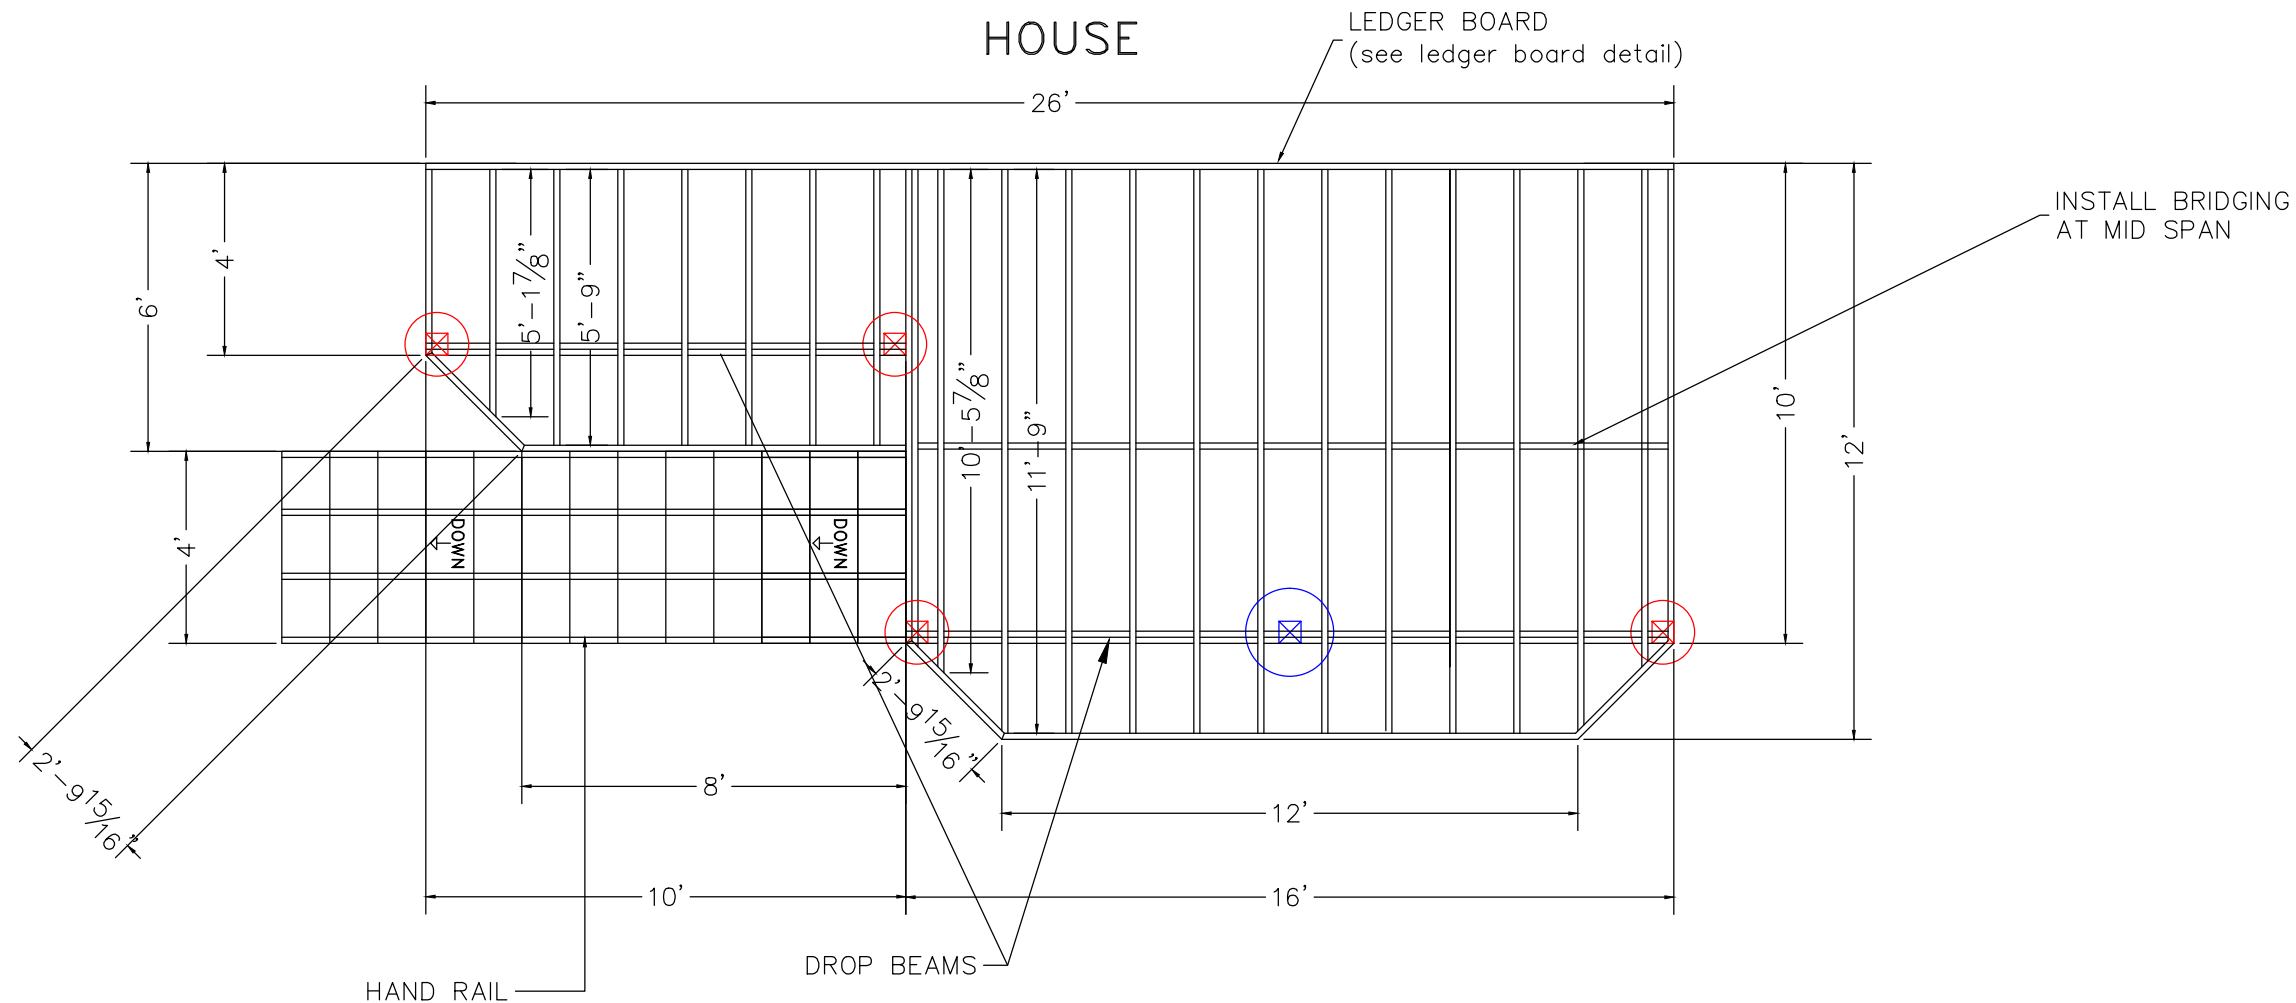 HOUSE
LEDGER BOARD
(see ledger board detail)
26'
INSTALL BRIDGING
AT MID SPAN
6'
4'
5'-1 7/8"
5'-9"
10'-5 7/8"
11'-9"
10'
12'
4'
DOWN
DOWN
2'-9 15/16"
2'-9 15/16"
8'
12'
10'
16'
DROP BEAMS
HAND RAIL